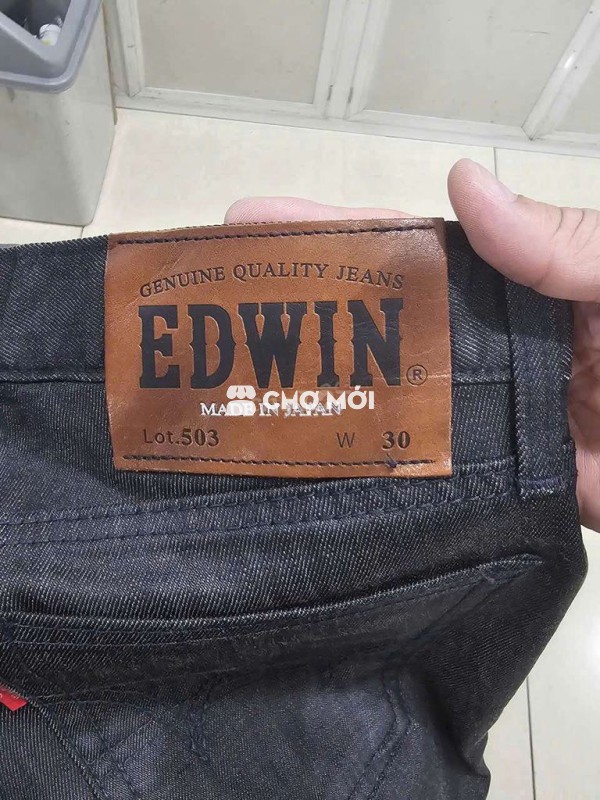 GENUINE QUALITY JEANS
EDWIN®
CHỢ MỚI
MADE IN JAPAN
Lot.503 W 30